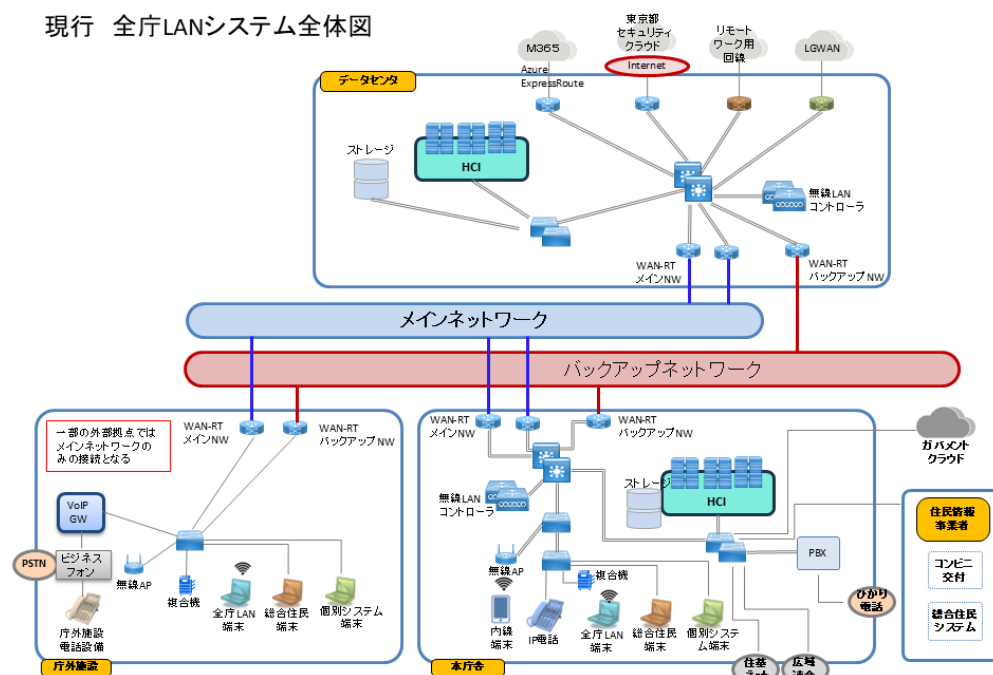 現行 全庁LANシステム全体図
M365
東京都
セキュリティ
クラウド
リモート
ワーク用
回線
LGWAN
Azure
ExpressRoute
Internet
データセンタ
ストレージ
HCI
無線LAN
コントローラ
WAN-RT
メインNW
WAN-RT
バックアップNW
メインネットワーク
バックアップネットワーク
一部の外部拠点では
メインネットワークの
みの接続となる
WAN-RT
メインNW
WAN-RT
バックアップNW
VoIP
GW
PSTN
ビジネス
フォン
無線AP
複合機
全庁LAN
端末
総合住民
端末
個別システム
端末
庁外施設
電話設備
庁外施設
WAN-RT
メインNW
WAN-RT
バックアップNW
無線LAN
コントローラ
ストレージ
HCI
無線AP
複合機
PBX
内線
端末
IP電話
全庁LAN
端末
総合住民
端末
個別システ
ム端末
本庁舎
住基
広域
ひかり
電話
ガバメント
クラウド
住民情報
事業者
コンビニ
交付
総合住民
システム